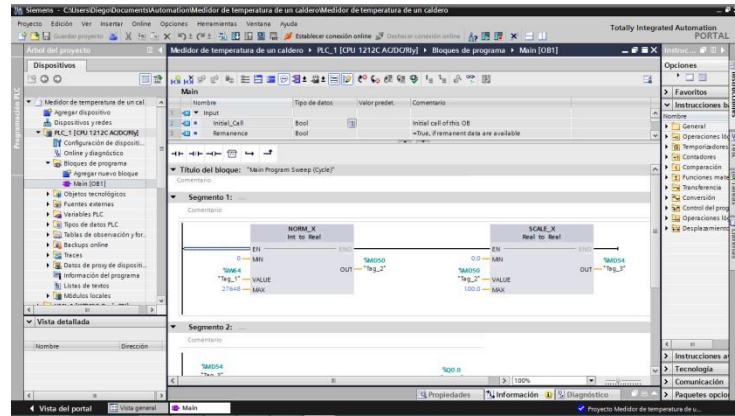 Siemens - C:\Users\Diego\Documents\Automation\Medidor de temperatura de un caldero\Medidor de temperatura de un caldero
Proyecto Edición Ver Insertar Online Opciones Herramientas Ventana Ayuda
Guardar proyecto
Establecer conexión online
Deshacer conexión online
Totally Integrated Automation
PORTAL
Árbol del proyecto
Medidor de temperatura de un caldero PLC_1 [CPU 1212C AC/DC/Rly] Bloques de programa Main [OB1]
Dispositivos
Opciones
Programación PLC
Medidor de temperatura de un cal..
Agregar dispositivo
Dispositivos y redes
PLC_1 [CPU 1212C AC/DC/Rly]
Configuración de dispositi...
Online y diagnóstico
Bloques de programa
Agregar nuevo bloque
Main [OB1]
Objetos tecnológicos
Fuentes externas
Variables PLC
Tipos de datos PLC
Tablas de observación y for..
Backups online
Traces
Datos de proxy de dispositi..
Información del programa
Listas de textos
Módulos locales
Vista detallada
Nombre Dirección
Main
Nombre Tipo de datos Valor predet. Comentario
1 Input
2 Initial_Call Bool Initial call of this OB
3 Remanence Bool =True, if remanent data are available
Título del bloque: "Main Program Sweep (Cycle)"
Comentario
Segmento 1: ....
Comentario
NORM_X
Int to Real
EN ENO
0 MIN
%IW64
"Tag_1" VALUE
27648 MAX
OUT
%MD50
"Tag_2"
SCALE_X
Real to Real
EN ENO
0.0 MIN
%MD50
"Tag_2" VALUE
100.0 MAX
OUT
%MD54
"Tag_3"
Segmento 2: ....
Comentario
%MD54
%Q0.0
100%
Favoritos
Nombre
General
Temporizadores
Contadores
Comparación
Funciones mate
Transferencia
Conversión
Control del prog
Desplazamiento
Tecnología
Comunicación
Paquetes opcio
Propiedades Información Diagnóstico
Vista del portal Vista general Main
Proyecto Medidor de temperatura de u...